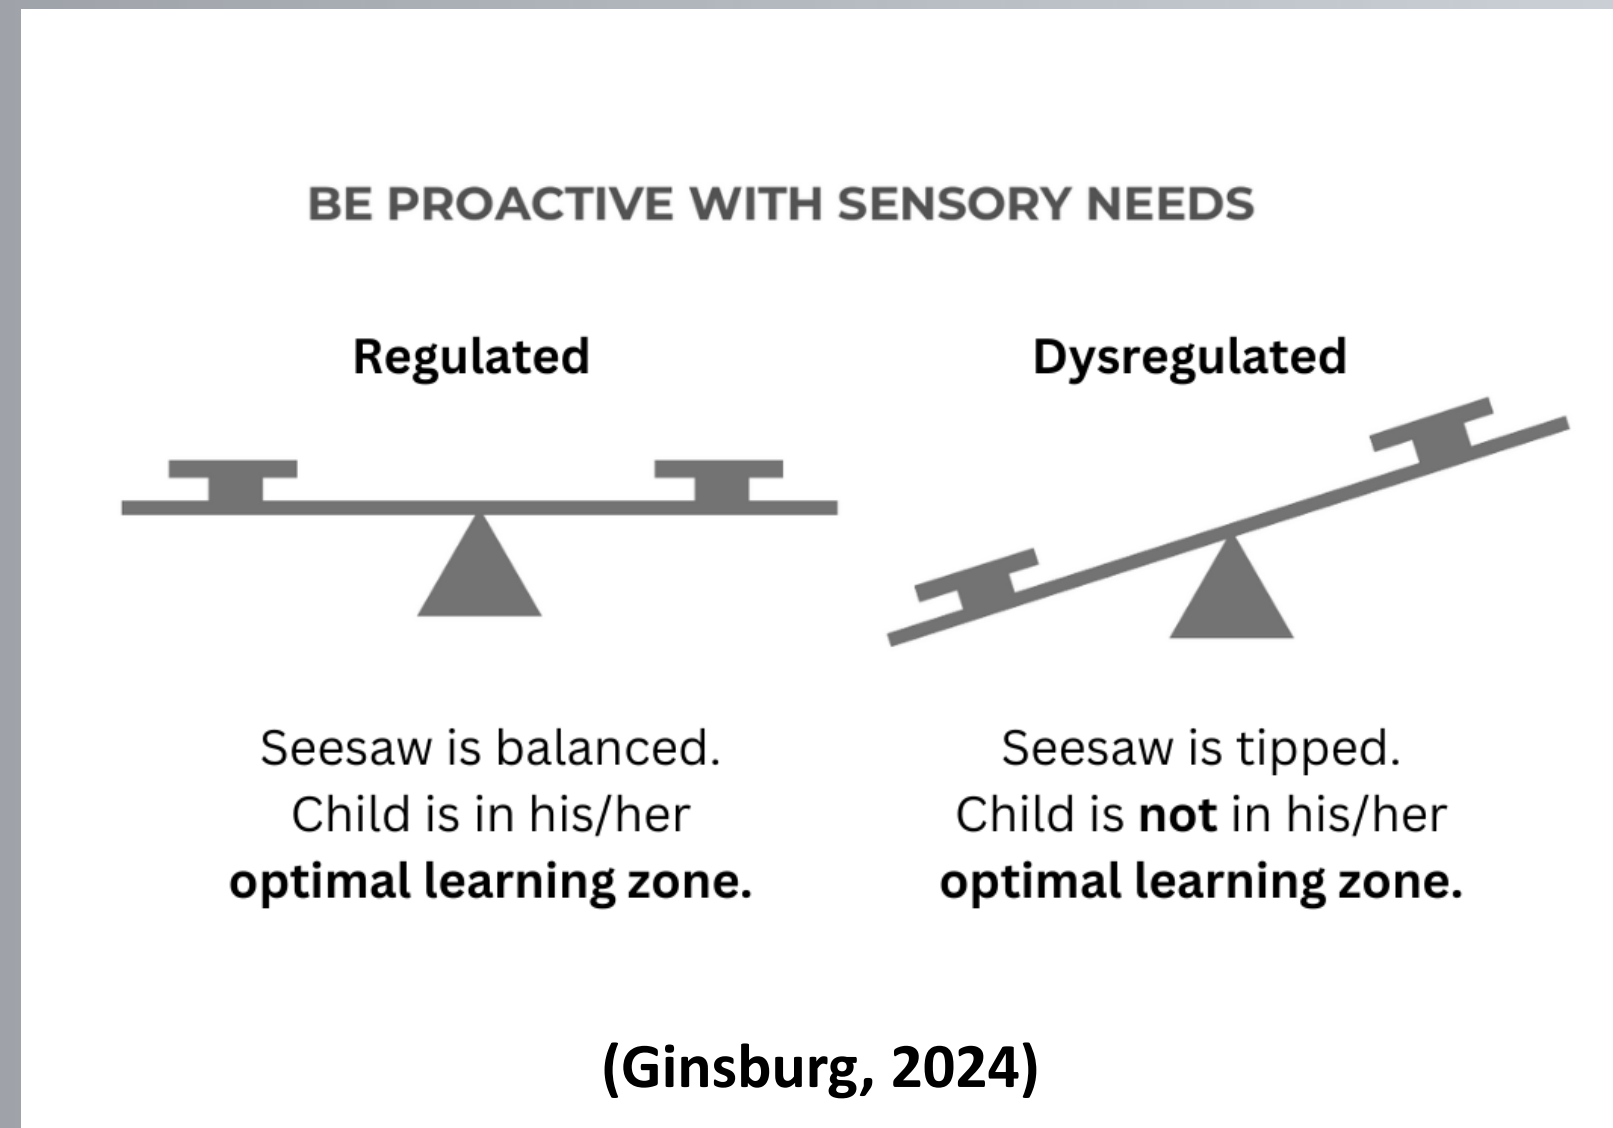 BE PROACTIVE WITH SENSORY NEEDS
Regulated
Seesaw is balanced.
Child is in his/her
optimal learning zone.
Dysregulated
Seesaw is tipped.
Child is not in his/her
optimal learning zone.
(Ginsburg, 2024)